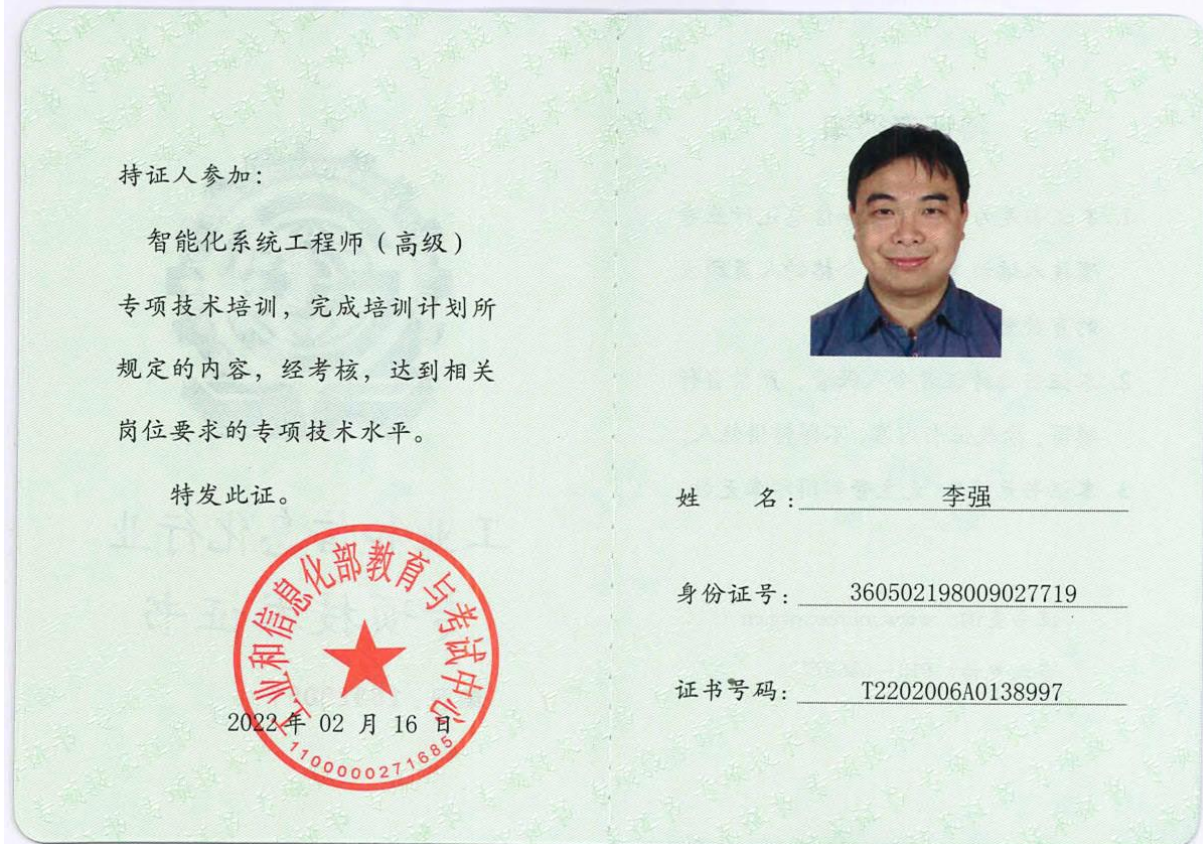 持证人参加：
智能化系统工程师（高级）
专项技术培训，完成培训计划所
规定的内容，经考核，达到相关
岗位要求的专项技术水平。
特发此证。
工业和信息化部教育与考试中心
2022年 02 月 16 日
1100000271685
姓 名：李强
身份证号：360502198009027719
证书号码：T2202006A0138997